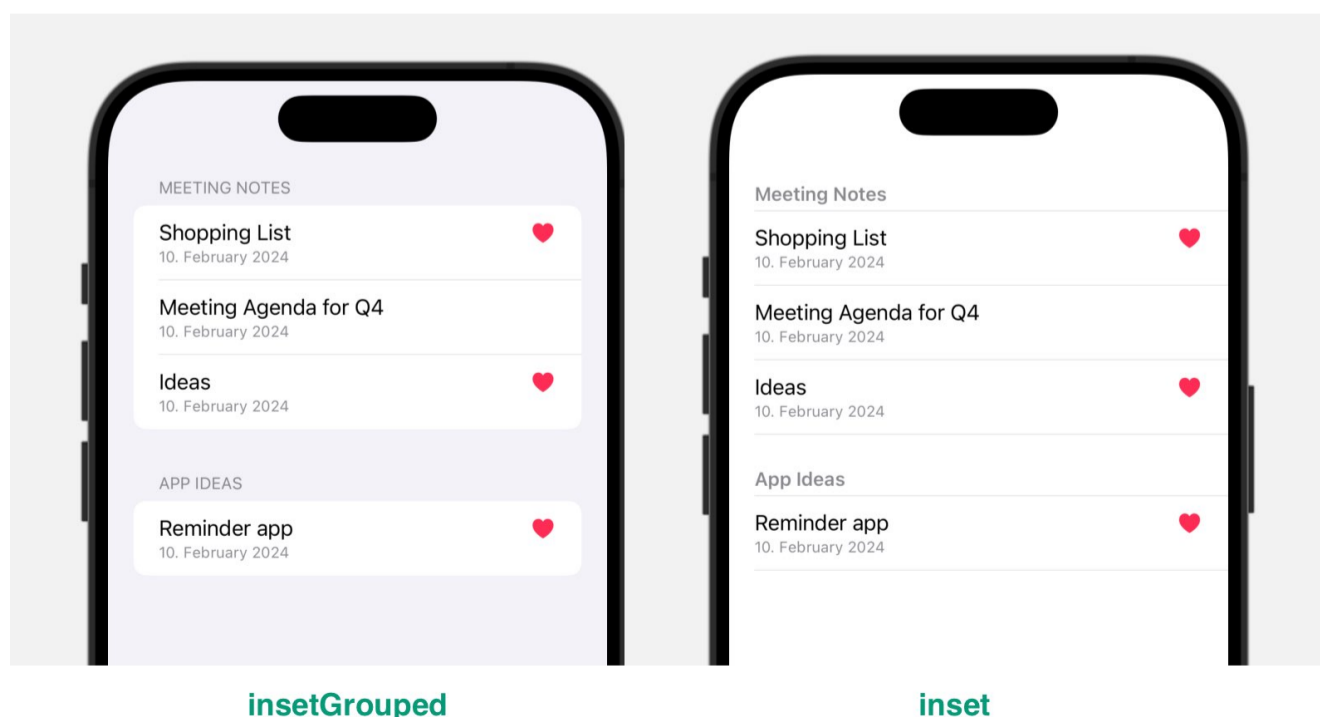 MEETING NOTES
Shopping List
10. February 2024
Meeting Agenda for Q4
10. February 2024
Ideas
10. February 2024
APP IDEAS
Reminder app
10. February 2024
insetGrouped
Meeting Notes
Shopping List
10. February 2024
Meeting Agenda for Q4
10. February 2024
Ideas
10. February 2024
App Ideas
Reminder app
10. February 2024
inset